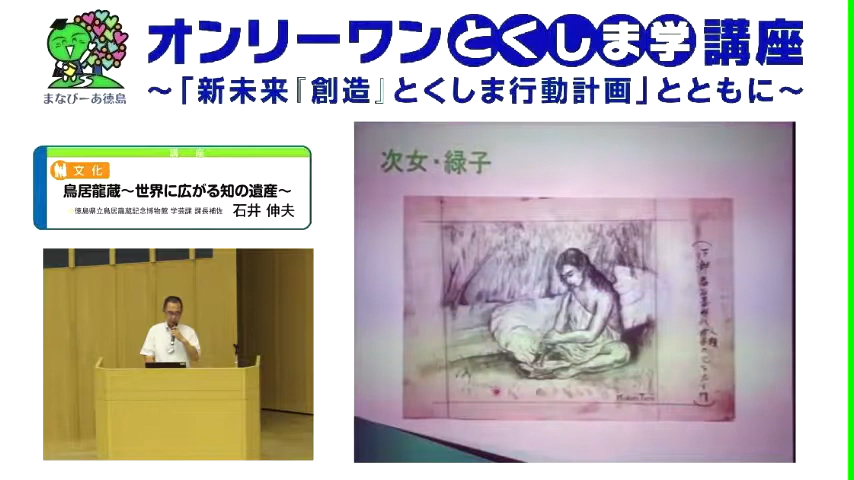 オンリーワンとくしま学講座
～「新未来『創造』とくしま行動計画」とともに～
まなびーあ徳島
講 座
文化
鳥居龍蔵～世界に広がる知の遺産～
徳島県立鳥居龍蔵記念博物館 学芸課 課長補佐 石井 伸夫
次女・緑子